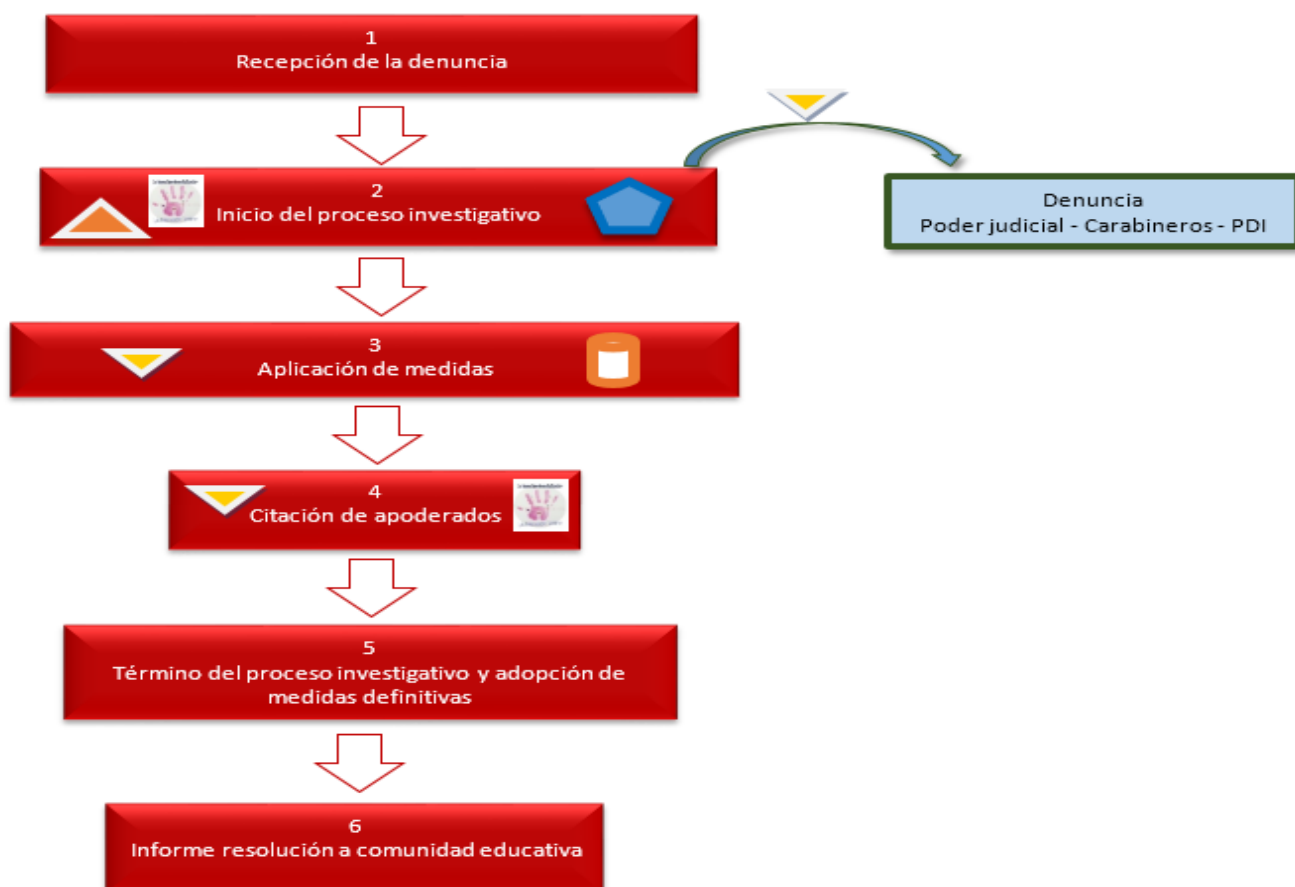 1
Recepción de la denuncia
2
Inicio del proceso investigativo
Denuncia
Poder judicial - Carabineros - PDI
3
Aplicación de medidas
4
Citación de apoderados
5
Término del proceso investigativo y adopción de
medidas definitivas
6
Informe resolución a comunidad educativa